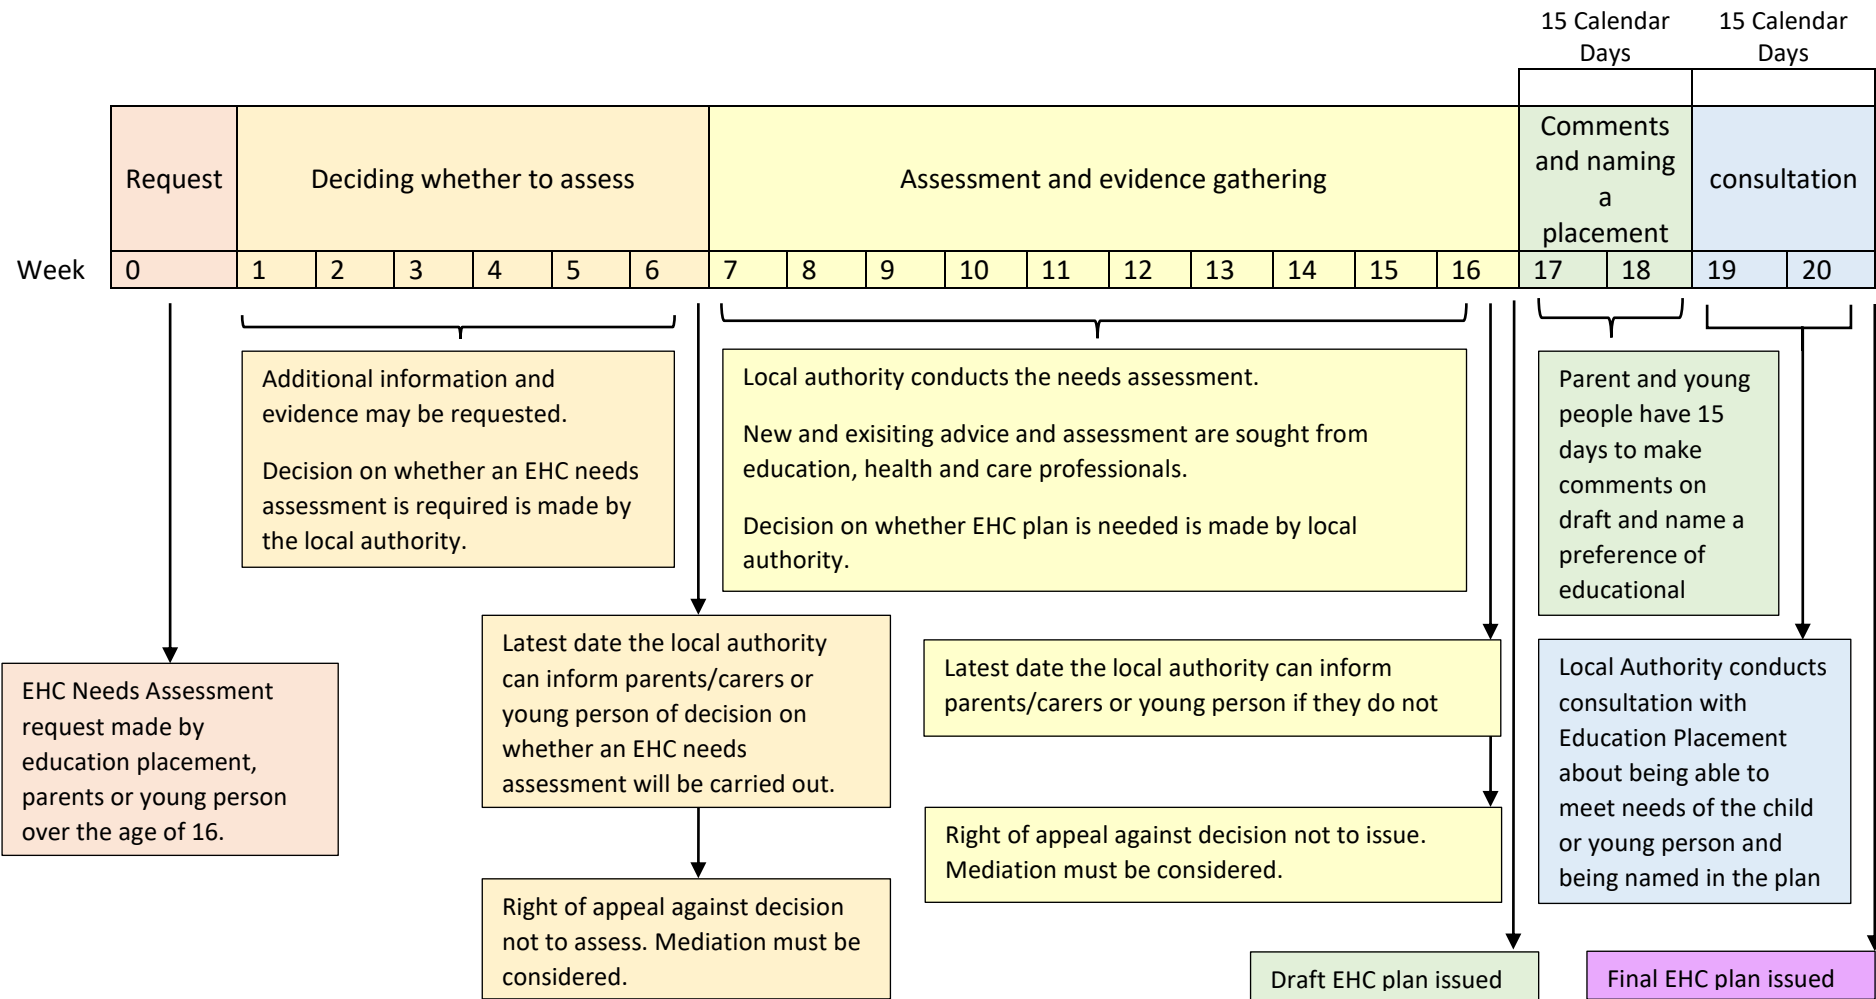 15 Calendar
Days
15 Calendar
Days
Request
Deciding whether to assess
Assessment and evidence gathering
Comments
and naming
a
placement
consultation
Week 0 1 2 3 4 5 6 7 8 9 10 11 12 13 14 15 16 17 18 19 20
Additional information and
evidence may be requested.
Decision on whether an EHC needs
assessment is required is made by
the local authority.
Local authority conducts the needs assessment.
New and exisiting advice and assessment are sought from
education, health and care professionals.
Decision on whether EHC plan is needed is made by local
authority.
Parent and young
people have 15
days to make
comments on
draft and name a
preference of
educational
EHC Needs Assessment
request made by
education placement,
parents or young person
over the age of 16.
Latest date the local authority
can inform parents/carers or
young person of decision on
whether an EHC needs
assessment will be carried out.
Latest date the local authority can inform
parents/carers or young person if they do not
Local Authority conducts
consultation with
Education Placement
about being able to
meet needs of the child
or young person and
being named in the plan
Right of appeal against decision
not to assess. Mediation must be
considered.
Right of appeal against decision not to issue.
Mediation must be considered.
Draft EHC plan issued
Final EHC plan issued